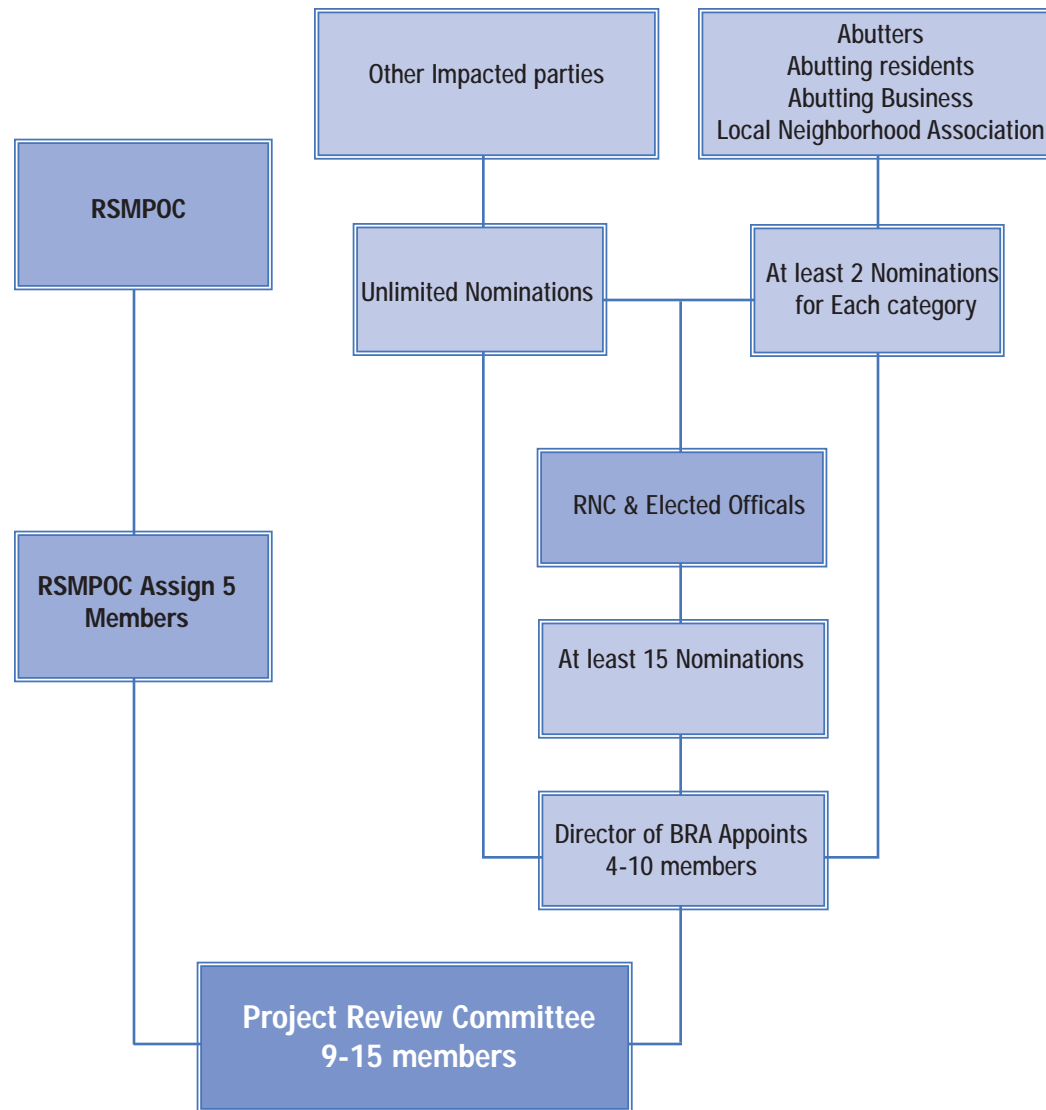 Other Impacted parties
Abutters
Abutting residents
Abutting Business
Local Neighborhood Association
RSMPOC
Unlimited Nominations
At least 2 Nominations
for Each category
RNC & Elected Officals
RSMPOC Assign 5
Members
At least 15 Nominations
Director of BRA Appoints
4-10 members
Project Review Committee
9-15 members